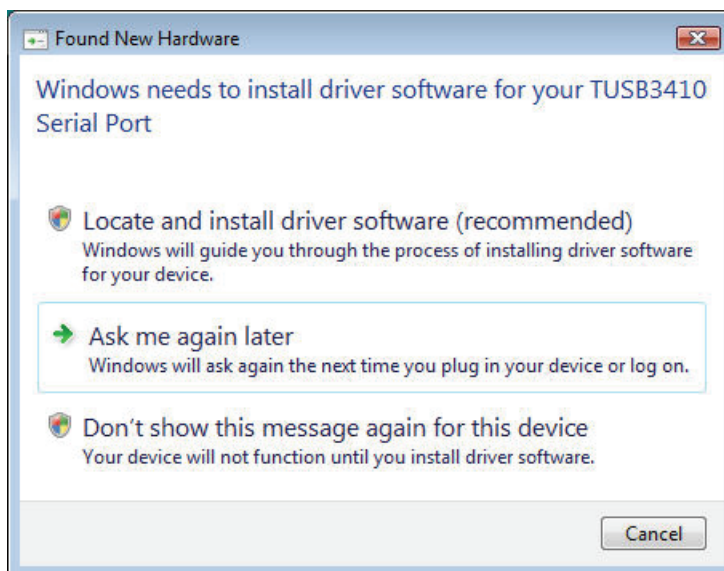 Found New Hardware
Windows needs to install driver software for your TUSB3410
Serial Port
Locate and install driver software (recommended)
Windows will guide you through the process of installing driver software
for your device.
Ask me again later
Windows will ask again the next time you plug in your device or log on.
Don't show this message again for this device
Your device will not function until you install driver software.
Cancel